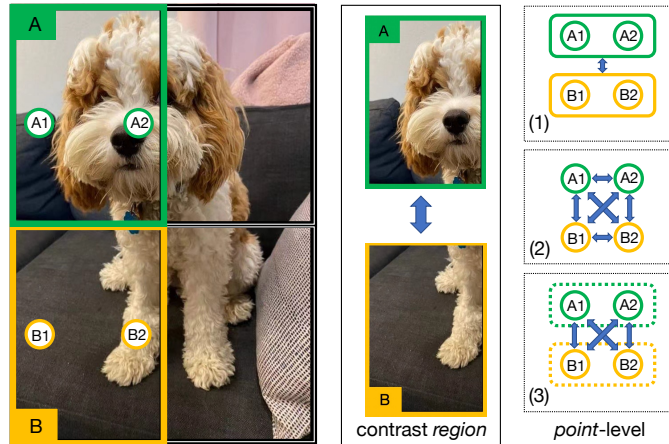 A
A1
A2
B1
B2
B
A
B
contrast region
A1
A2
B1
B2
(1)
A1
A2
B1
B2
(2)
A1
A2
B1
B2
(3)
point-level